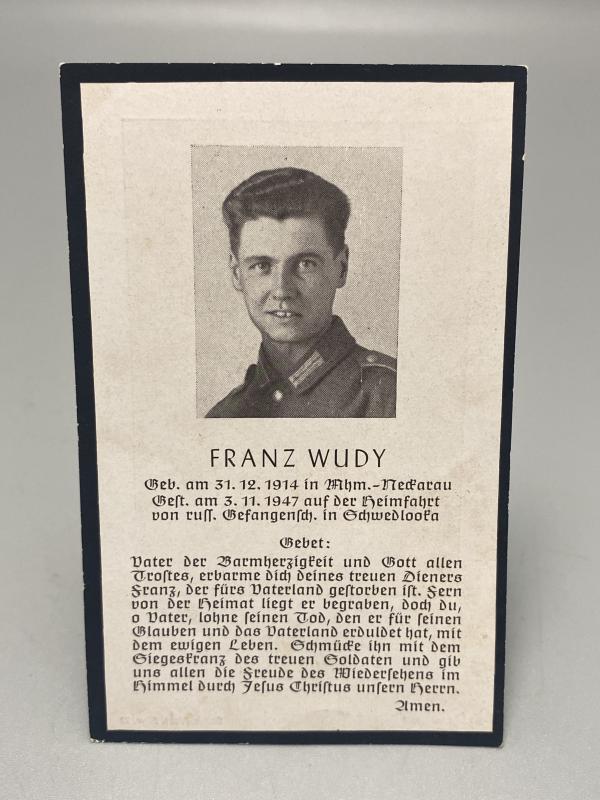 FRANZ WUDY
Geb. am 31. 12. 1914 in Mhm.-Neckarau
Gest. am 3. 11. 1947 auf der Heimfahrt
von russ. Gefangensch. in Schwedlooka
Gebet:
Vater der Barmherzigkeit und Gott allen
Trostes, erbarme dich deines treuen Dieners
Franz, der fürs Vaterland gestorben ist. Fern
von der Heimat liegt er begraben, doch du,
o Vater, lohne seinen Tod, den er für seinen
Glauben und das Vaterland erduldet hat, mit
dem ewigen Leben. Schmücke ihn mit dem
Siegeskranz des treuen Soldaten und gib
uns allen die Freude des Wiedersehens im
Himmel durch Jesus Christus unsern Herrn.
Amen.